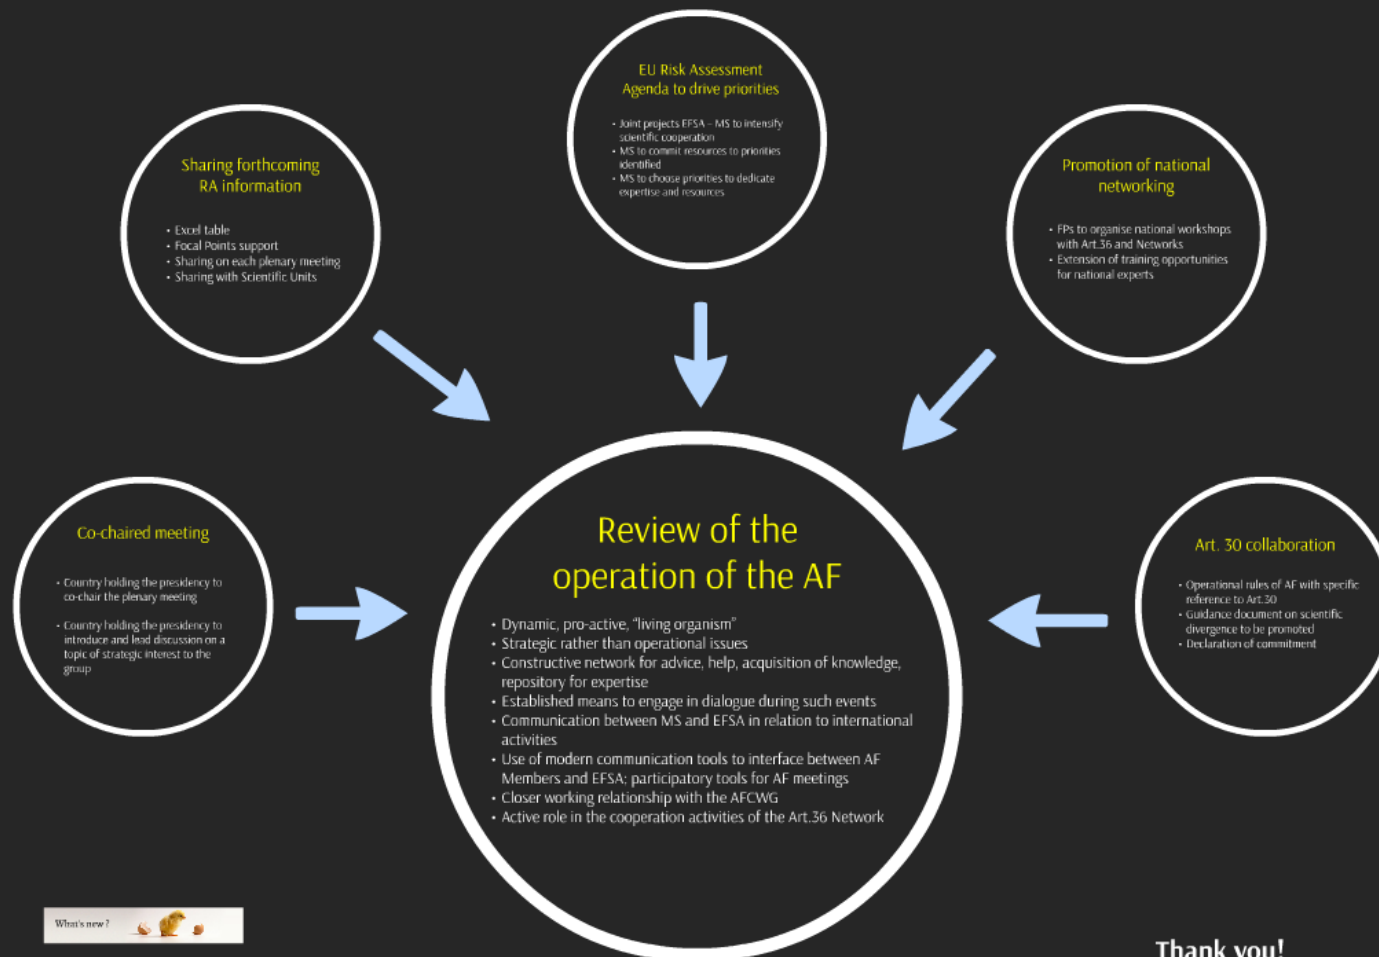 EU Risk Assessment
Agenda to drive priorities
• Joint projects EFSA – MS to intensify
scientific cooperation
• MS to commit resources to priorities
identified
• MS to choose priorities to dedicate
expertise and resources
Sharing forthcoming
RA information
• Excel table
• Focal Points support
• Sharing on each plenary meeting
• Sharing with Scientific Units
Promotion of national
networking
• FPs to organise national workshops
with Art.36 and Networks
• Extension of training opportunities
for national experts
Co-chaired meeting
• Country holding the presidency to
co-chair the plenary meeting
• Country holding the presidency to
introduce and lead discussion on a
topic of strategic interest to the
group
Review of the
operation of the AF
• Dynamic, pro-active, “living organism”
• Strategic rather than operational issues
• Constructive network for advice, help, acquisition of knowledge,
repository for expertise
• Established means to engage in dialogue during such events
• Communication between MS and EFSA in relation to international
activities
• Use of modern communication tools to interface between AF
Members and EFSA; participatory tools for AF meetings
• Closer working relationship with the AFCWG
• Active role in the cooperation activities of the Art.36 Network
Art. 30 collaboration
• Operational rules of AF with specific
reference to Art.30
• Guidance document on scientific
divergence to be promoted
• Declaration of commitment
What's new ?
Thank you!